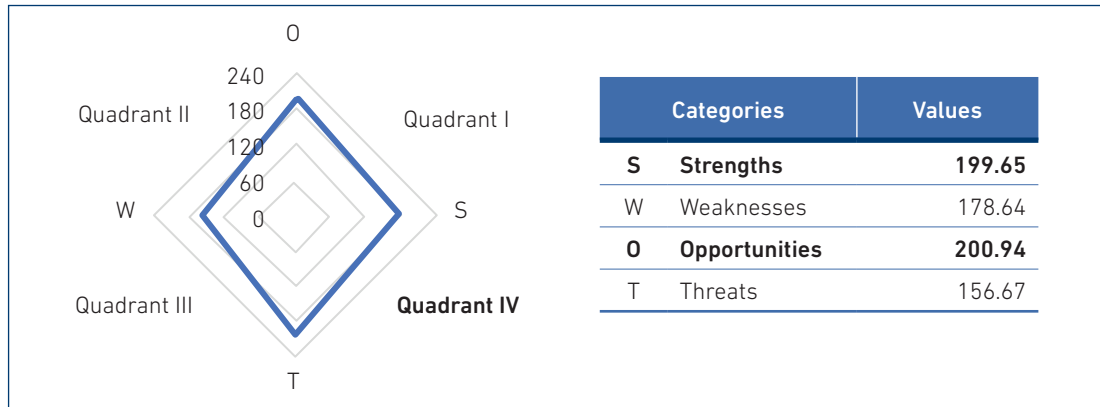 O
240
180
120
60
0
Quadrant II
Quadrant I
W
S
Quadrant III
Quadrant IV
T
Categories Values
S Strengths 199.65
W Weaknesses 178.64
O Opportunities 200.94
T Threats 156.67